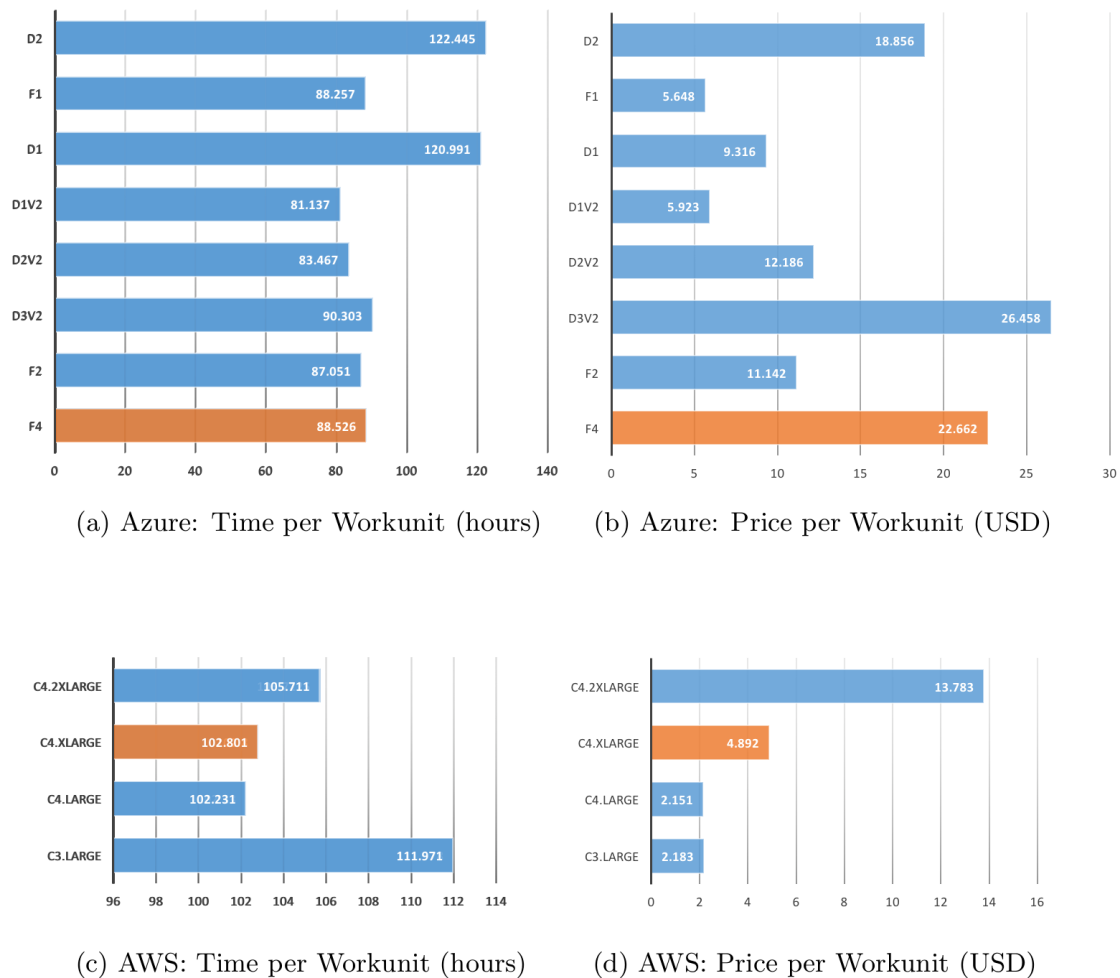 D2 122.445
F1 88.257
D1 120.991
D1V2 81.137
D2V2 83.467
D3V2 90.303
F2 87.051
F4 88.526
0 20 40 60 80 100 120 140
(a) Azure: Time per Workunit (hours)
D2 18.856
F1 5.648
D1 9.316
D1V2 5.923
D2V2 12.186
D3V2 26.458
F2 11.142
F4 22.662
0 5 10 15 20 25 30
(b) Azure: Price per Workunit (USD)
C4.2XLARGE 105.711
C4.XLARGE 102.801
C4.LARGE 102.231
C3.LARGE 111.971
96 98 100 102 104 106 108 110 112 114
(c) AWS: Time per Workunit (hours)
C4.2XLARGE 13.783
C4.XLARGE 4.892
C4.LARGE 2.151
C3.LARGE 2.183
0 2 4 6 8 10 12 14 16
(d) AWS: Price per Workunit (USD)